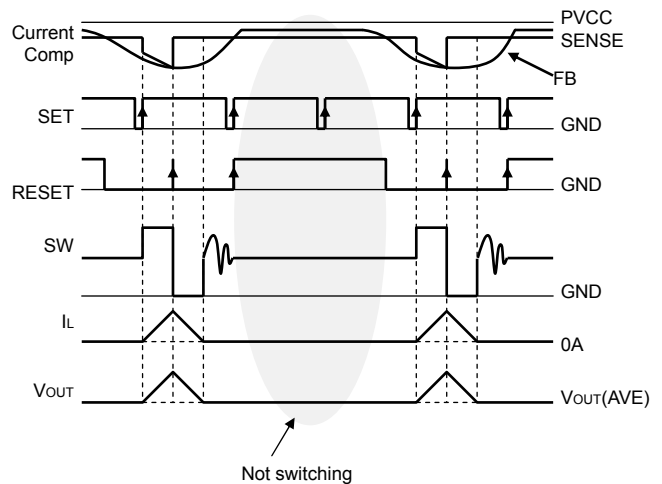 PVCC
Current
Comp
SENSE
FB
SET
GND
RESET
GND
SW
GND
IL
0A
VOUT
VOUT(AVE)
Not switching